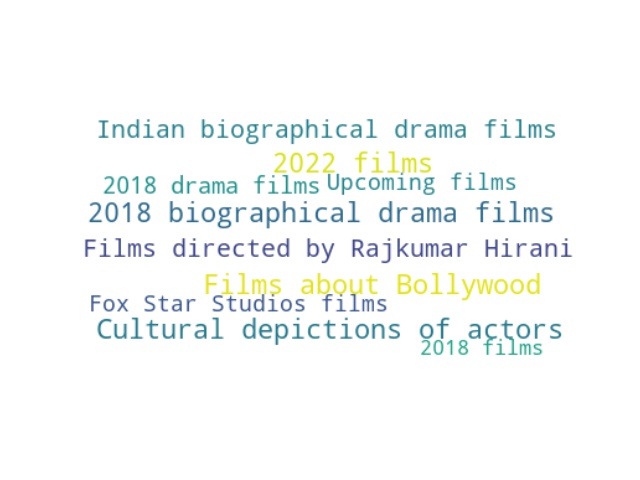 Indian biographical drama films
2022 films
2018 drama films Upcoming films
2018 biographical drama films
Films directed by Rajkumar Hirani
Films about Bollywood
Fox Star Studios films
Cultural depictions of actors
2018 films